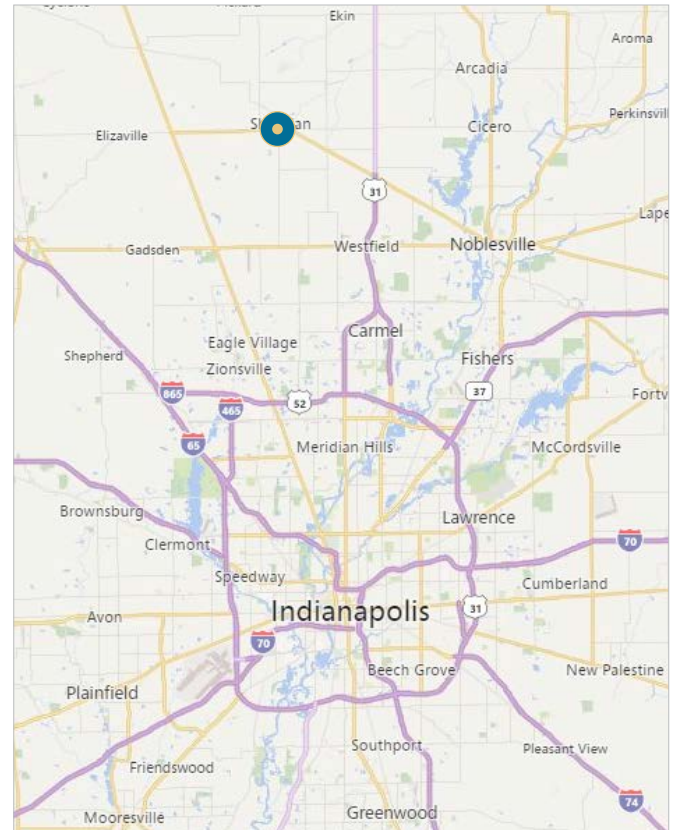 Ekin
Aroma
Arcadia
Perkinsvil
Cicero
Elizaville
31
Lape
Noblesville
Westfield
Gadsden
Carmel
Eagle Village
Shepherd
Fishers
Zionsville
865
37
Fortv
52
465
65
Meridian Hills
McCordsville
Brownsburg
Lawrence
70
Clermont
Speedway
Cumberland
31
Indianapolis
Avon
70
Beech Grove
New Palestine
Plainfield
Southport
Pleasant View
Friendswood
74
Mooresville
Greenwood